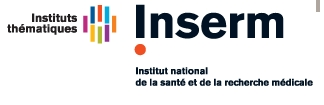 Instituts
thématiques
Inserm
Institut national
de la santé et de la recherche médicale